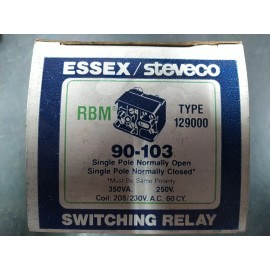 ESSEX/steveco
RBM®
TYPE
129000
90-103
Single Pole Normally Open
Single Pole Normally Closed*
*Must Be Same Polarity
350VA. 250V.
Coil: 208/230V. A.C. 60 CY.
SWITCHING RELAY